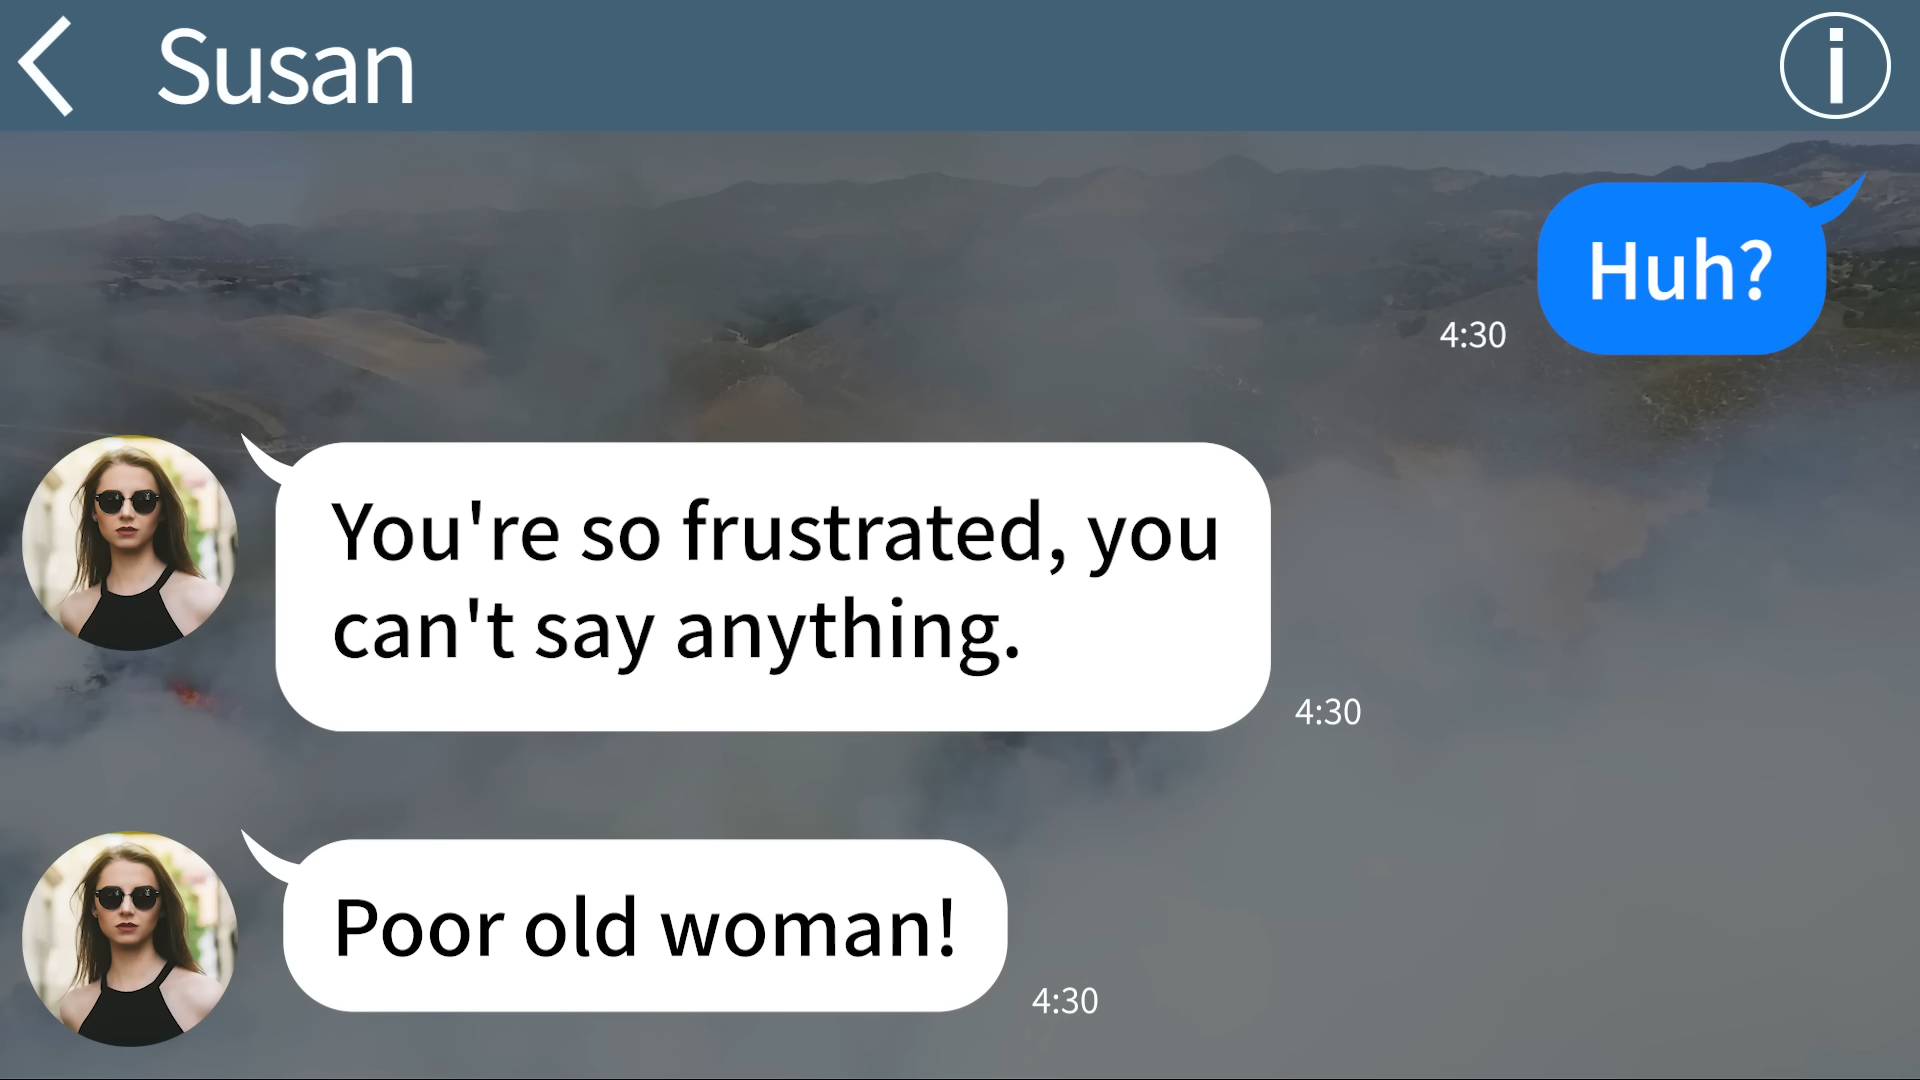 Susan
i
Huh?
4:30
You're so frustrated, you
can't say anything.
4:30
Poor old woman!
4:30